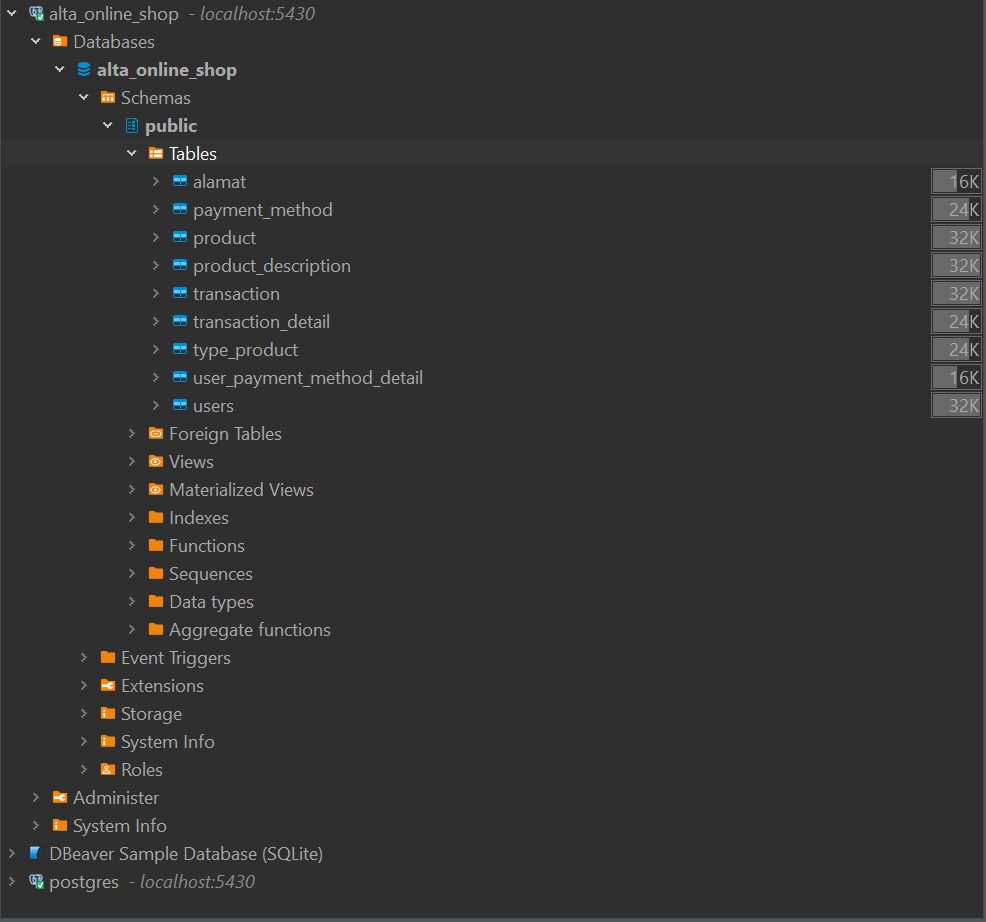 alta_online_shop - localhost:5430
Databases
alta_online_shop
Schemas
public
Tables
alamat 16K
payment_method 24K
product 32K
product_description 32K
transaction 32K
transaction_detail 24K
type_product 24K
user_payment_method_detail 16K
users 32K
Foreign Tables
Views
Materialized Views
Indexes
Functions
Sequences
Data types
Aggregate functions
Event Triggers
Extensions
Storage
System Info
Roles
Administer
System Info
DBeaver Sample Database (SQLite)
postgres - localhost:5430